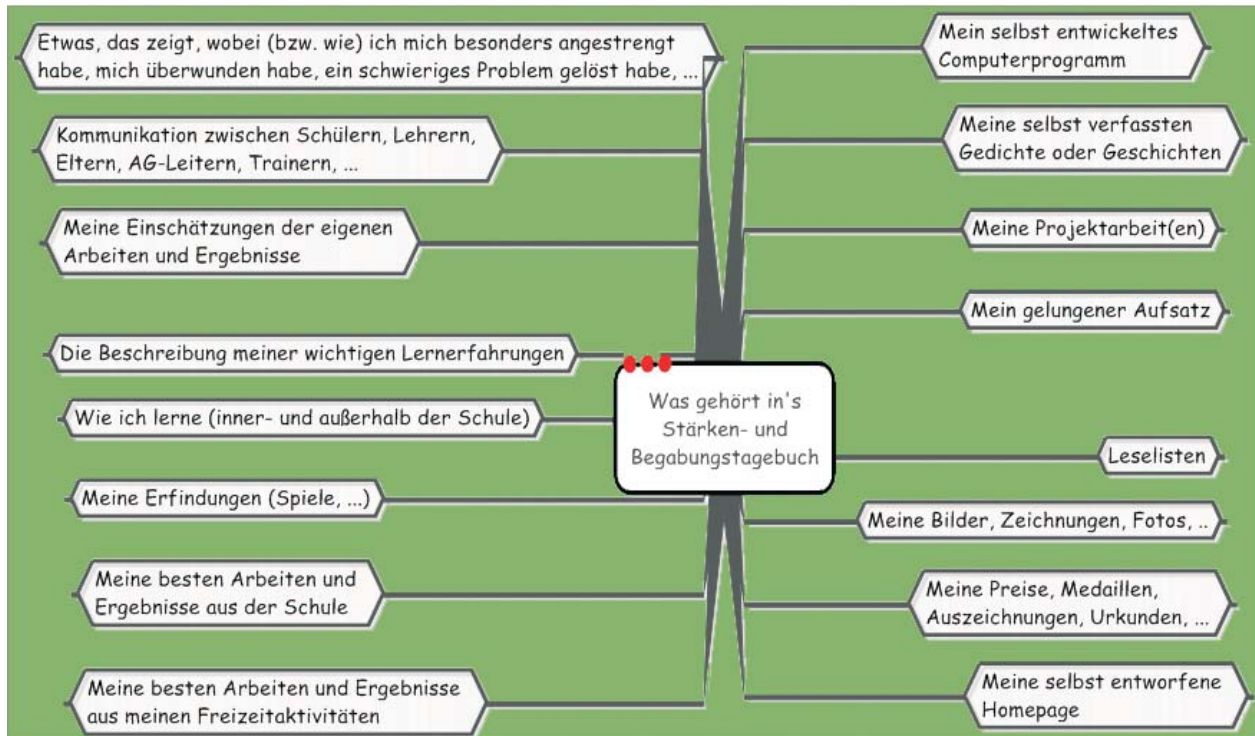 Etwas, das zeigt, wobei (bzw. wie) ich mich besonders angestrengt
habe, mich überwunden habe, ein schwieriges Problem gelöst habe, ...
Kommunikation zwischen Schülern, Lehrern,
Eltern, AG-Leitern, Trainern, ...
Meine Einschätzungen der eigenen
Arbeiten und Ergebnisse
Die Beschreibung meiner wichtigen Lernerfahrungen
Wie ich lerne (inner- und außerhalb der Schule)
Meine Erfindungen (Spiele, ...)
Meine besten Arbeiten und
Ergebnisse aus der Schule
Meine besten Arbeiten und Ergebnisse
aus meinen Freizeitaktivitäten
Was gehört in's
Stärken- und
Begabungstagebuch
Mein selbst entwickeltes
Computerprogramm
Meine selbst verfassten
Gedichte oder Geschichten
Meine Projektarbeit(en)
Mein gelungener Aufsatz
Leselisten
Meine Bilder, Zeichnungen, Fotos, ..
Meine Preise, Medaillen,
Auszeichnungen, Urkunden, ...
Meine selbst entworfene
Homepage